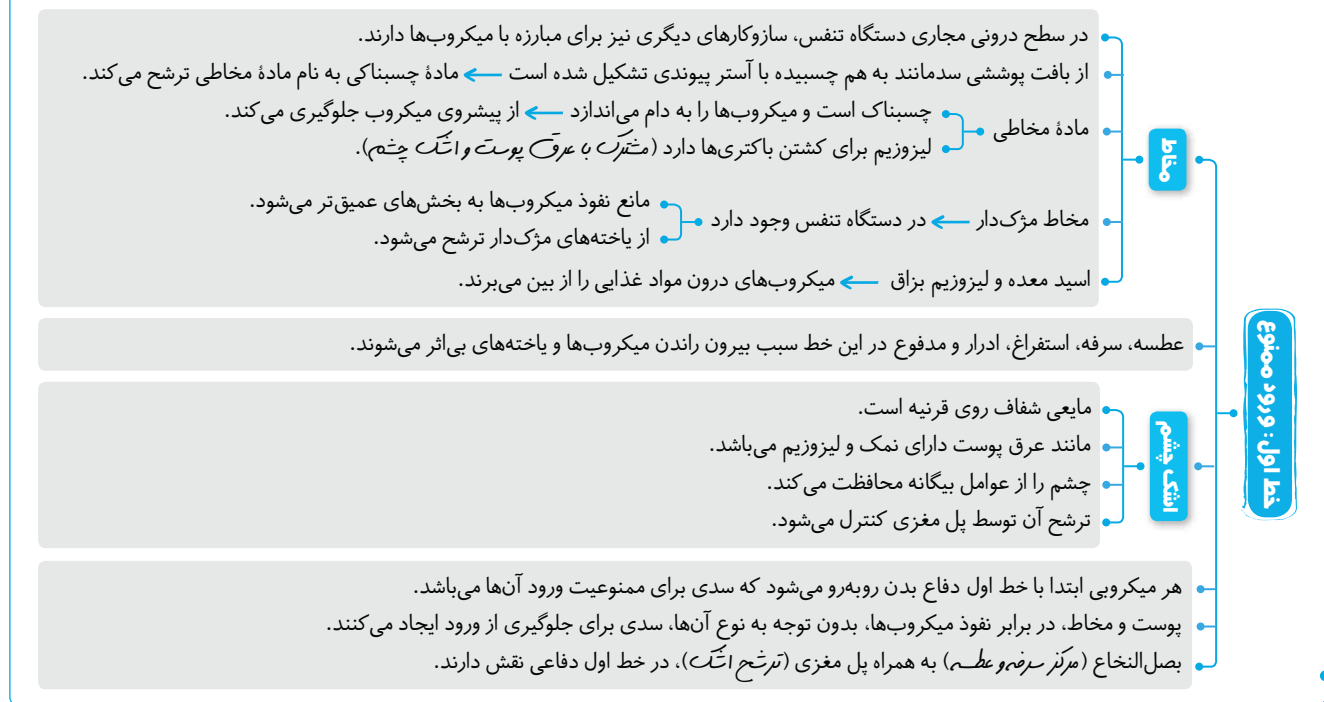 خط اول: ورود ممنوع
مخاط
در سطح درونی مجاری دستگاه تنفس، سازوکارهای دیگری نیز برای مبارزه با میکروب‌ها دارند.
از بافت پوششی سدمانند به هم چسبیده با آستر پیوندی تشکیل شده است ← مادهٔ چسبناکی به نام مادهٔ مخاطی ترشح می‌کند.
مادهٔ مخاطی
چسبناک است و میکروب‌ها را به دام می‌اندازد ← از پیشروی میکروب جلوگیری می‌کند.
لیزوزیم برای کشتن باکتری‌ها دارد (مشترک با عرق پوست و اشک چشم).
مخاط مژک‌دار ← در دستگاه تنفس وجود دارد
مانع نفوذ میکروب‌ها به بخش‌های عمیق‌تر می‌شود.
از یاخته‌های مژک‌دار ترشح می‌شود.
اسید معده و لیزوزیم بزاق ← میکروب‌های درون مواد غذایی را از بین می‌برند.
عطسه، سرفه، استفراغ، ادرار و مدفوع در این خط سبب بیرون راندن میکروب‌ها و یاخته‌های بی‌اثر می‌شوند.
اشک چشم
مایعی شفاف روی قرنیه است.
مانند عرق پوست دارای نمک و لیزوزیم می‌باشد.
چشم را از عوامل بیگانه محافظت می‌کند.
ترشح آن توسط پل مغزی کنترل می‌شود.
هر میکروبی ابتدا با خط اول دفاع بدن روبه‌رو می‌شود که سدی برای ممنوعیت ورود آن‌ها می‌باشد.
پوست و مخاط، در برابر نفوذ میکروب‌ها، بدون توجه به نوع آن‌ها، سدی برای جلوگیری از ورود ایجاد می‌کنند.
بصل‌النخاع (مرکز سرفه و عطسه) به همراه پل مغزی (ترشح اشک)، در خط اول دفاعی نقش دارند.